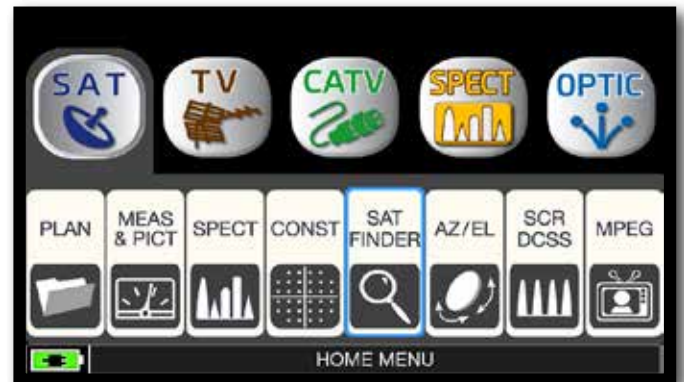 SAT
TV
CATV
SPECT
OPTIC
PLAN
MEAS
& PICT
SPECT
CONST
SAT
FINDER
AZ/EL
SCR
DCSS
MPEG
HOME MENU